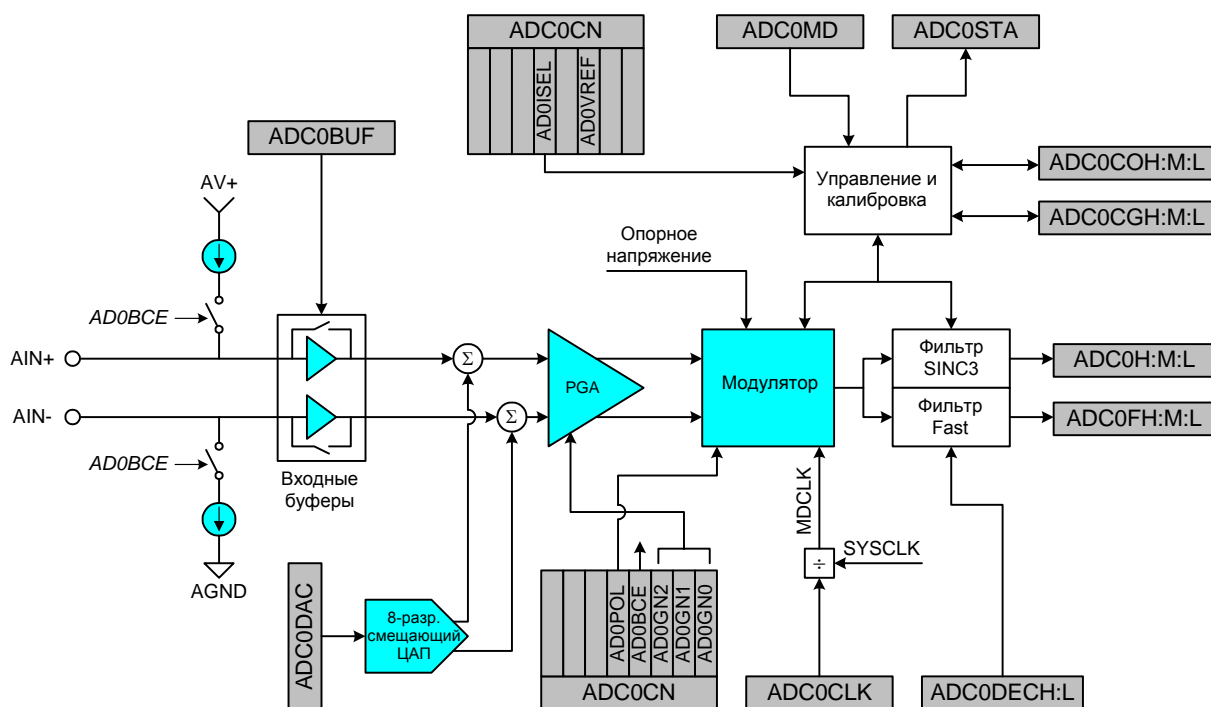 ADC0CN
AD0ISEL
AD0VREF
ADC0MD
ADC0STA
ADC0BUF
Управление и
калибровка
ADC0COH:M:L
ADC0CGH:M:L
AV+
Опорное
напряжение
AD0BCE
AIN+
Σ
PGA
Модулятор
Фильтр
SINC3
ADC0H:M:L
AIN-
Σ
Фильтр
Fast
ADC0FH:M:L
AD0BCE
Входные
буферы
MDCLK
SYSCLK
÷
AGND
ADC0DAC
8-разр.
смещающий
ЦАП
AD0POL
AD0BCE
AD0GN2
AD0GN1
AD0GN0
ADC0CN
ADC0CLK
ADC0DECH:L